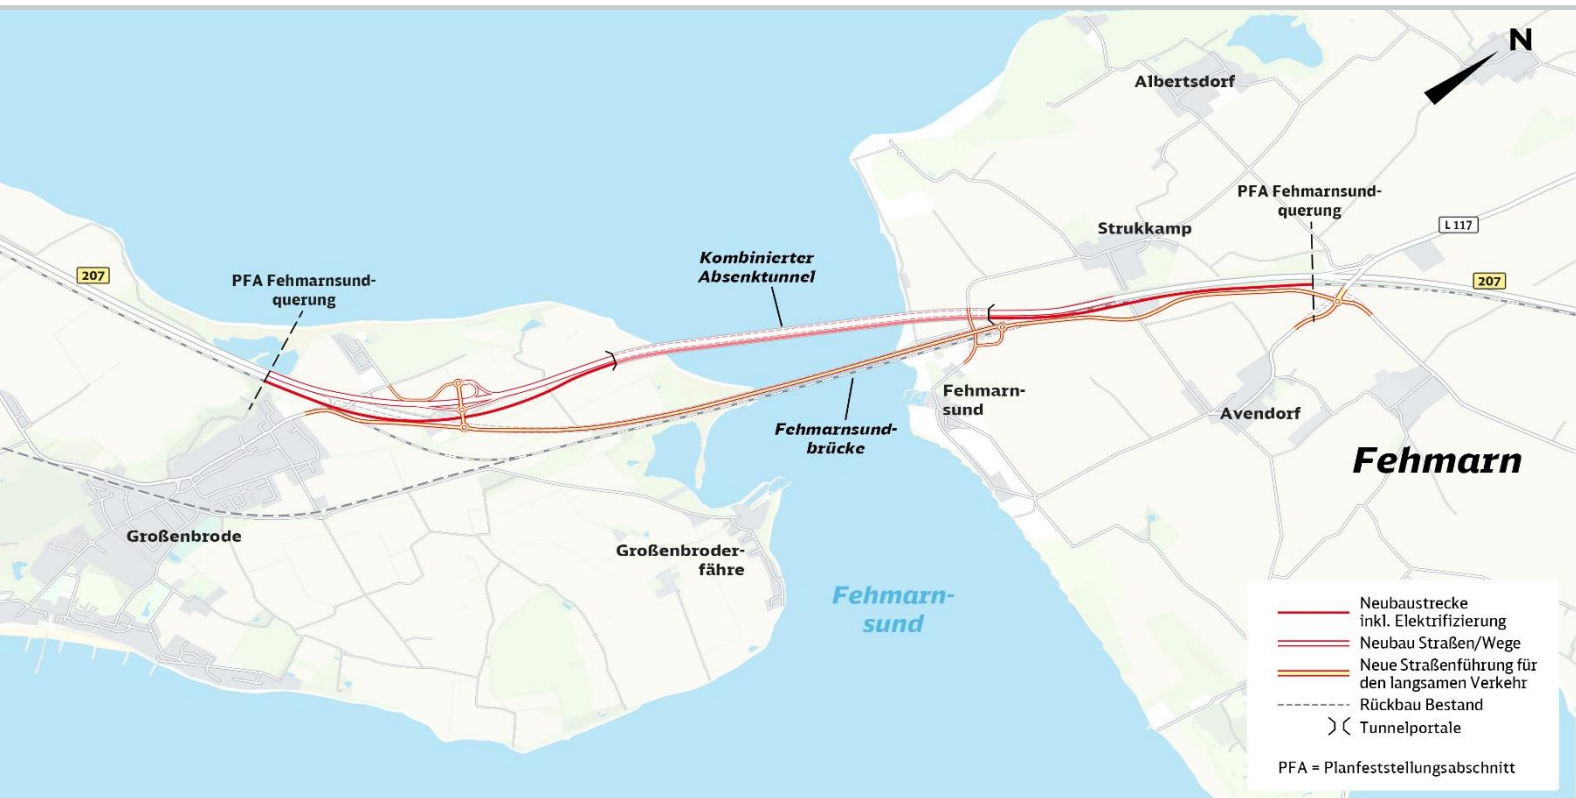 N
Albertsdorf
PFA Fehmarnsund-
querung
L 117
Strukkamp
Kombinierter
Absenktunnel
207
PFA Fehmarnsund-
querung
207
Fehmarn-
sund
Avendorf
Fehmarnsund-
brücke
Fehmarn
Großenbrode
Großenbroder-
fähre
Fehmarn-
sund
Neubaustrecke
inkl. Elektrifizierung
Neubau Straßen/Wege
Neue Straßenführung für
den langsamen Verkehr
Rückbau Bestand
Tunnelportale
PFA = Planfeststellungsabschnitt